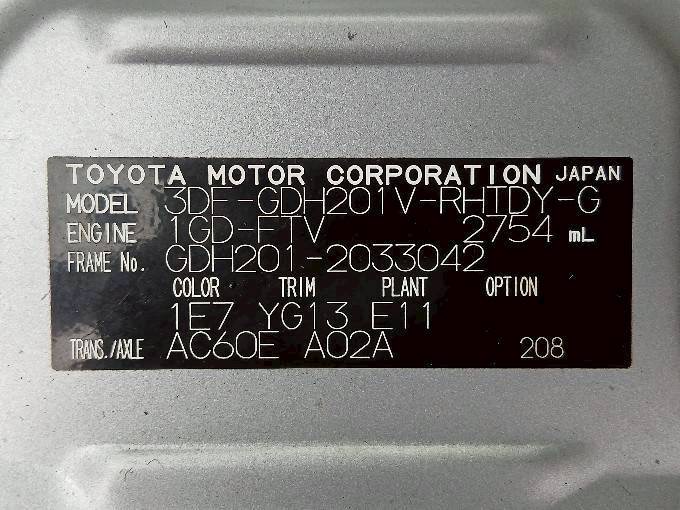 TOYOTA MOTOR CORPORATION JAPAN
MODEL 3DF-GDH201V-RHTDY-G
ENGINE 1GD-FTV 2754 mL
FRAME No. GDH201-2033042
COLOR TRIM PLANT OPTION
1E7 YG13 E11
TRANS./AXLE AC60E A02A 208